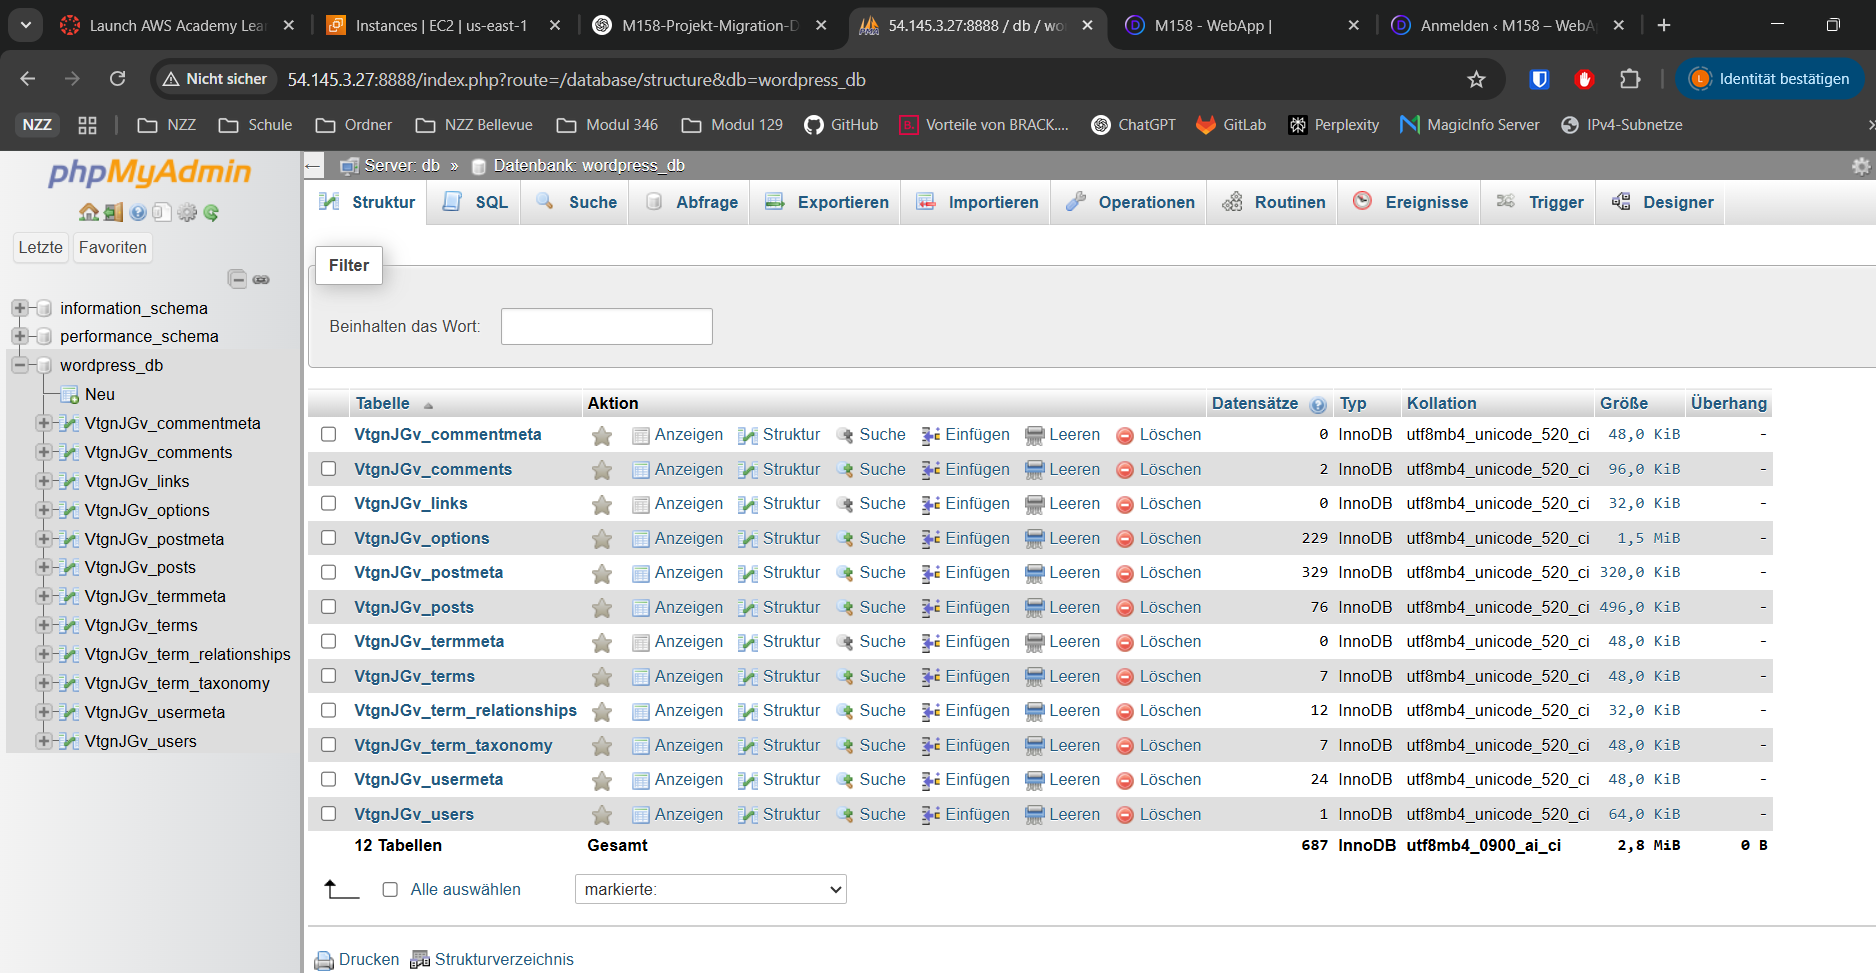 Launch AWS Academy Lea
Instances | EC2 | us-east-1
M158-Projekt-Migration-D
54.145.3.27:8888 / db / wo
M158 - WebApp |
Anmelden ‹ M158 – WebA
Nicht sicher
54.145.3.27:8888/index.php?route=/database/structure&db=wordpress_db
L
Identität bestätigen
NZZ
NZZ
Schule
Ordner
NZZ Bellevue
Modul 346
Modul 129
GitHub
B.
Vorteile von BRACK....
ChatGPT
GitLab
Perplexity
MagicInfo Server
IPv4-Subnetze
»
phpMyAdmin
Letzte
Favoriten
information_schema
performance_schema
wordpress_db
Neu
VtgnJGv_commentmeta
VtgnJGv_comments
VtgnJGv_links
VtgnJGv_options
VtgnJGv_postmeta
VtgnJGv_posts
VtgnJGv_termmeta
VtgnJGv_terms
VtgnJGv_term_relationships
VtgnJGv_term_taxonomy
VtgnJGv_usermeta
VtgnJGv_users
Server: db » Datenbank: wordpress_db
Struktur
SQL
Suche
Abfrage
Exportieren
Importieren
Operationen
Routinen
Ereignisse
Trigger
Designer
Filter
Beinhalten das Wort:
Tabelle Aktion Datensätze Typ Kollation Größe Überhang
VtgnJGv_commentmeta Anzeigen Struktur Suche Einfügen Leeren Löschen 0 InnoDB utf8mb4_unicode_520_ci 48,0 KiB -
VtgnJGv_comments Anzeigen Struktur Suche Einfügen Leeren Löschen 2 InnoDB utf8mb4_unicode_520_ci 96,0 KiB -
VtgnJGv_links Anzeigen Struktur Suche Einfügen Leeren Löschen 0 InnoDB utf8mb4_unicode_520_ci 32,0 KiB -
VtgnJGv_options Anzeigen Struktur Suche Einfügen Leeren Löschen 229 InnoDB utf8mb4_unicode_520_ci 1,5 MiB -
VtgnJGv_postmeta Anzeigen Struktur Suche Einfügen Leeren Löschen 329 InnoDB utf8mb4_unicode_520_ci 320,0 KiB -
VtgnJGv_posts Anzeigen Struktur Suche Einfügen Leeren Löschen 76 InnoDB utf8mb4_unicode_520_ci 496,0 KiB -
VtgnJGv_termmeta Anzeigen Struktur Suche Einfügen Leeren Löschen 0 InnoDB utf8mb4_unicode_520_ci 48,0 KiB -
VtgnJGv_terms Anzeigen Struktur Suche Einfügen Leeren Löschen 7 InnoDB utf8mb4_unicode_520_ci 48,0 KiB -
VtgnJGv_term_relationships Anzeigen Struktur Suche Einfügen Leeren Löschen 12 InnoDB utf8mb4_unicode_520_ci 32,0 KiB -
VtgnJGv_term_taxonomy Anzeigen Struktur Suche Einfügen Leeren Löschen 7 InnoDB utf8mb4_unicode_520_ci 48,0 KiB -
VtgnJGv_usermeta Anzeigen Struktur Suche Einfügen Leeren Löschen 24 InnoDB utf8mb4_unicode_520_ci 48,0 KiB -
VtgnJGv_users Anzeigen Struktur Suche Einfügen Leeren Löschen 1 InnoDB utf8mb4_unicode_520_ci 64,0 KiB -
12 Tabellen Gesamt 687 InnoDB utf8mb4_0900_ai_ci 2,8 MiB 0 B
Alle auswählen
markierte:
Drucken
Strukturverzeichnis